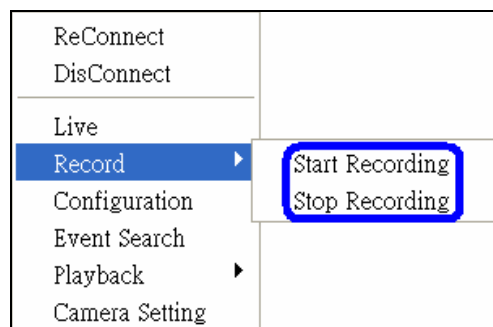 ReConnect
DisConnect
Live
Record
Start Recording
Configuration
Stop Recording
Event Search
Playback
Camera Setting